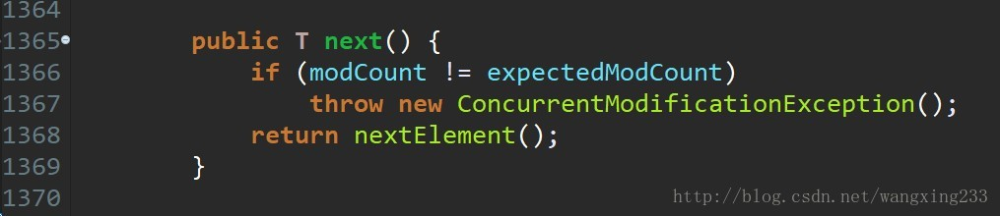 1364
1365 public T next() {
1366 if (modCount != expectedModCount)
1367 throw new ConcurrentModificationException();
1368 return nextElement();
1369 }
1370
http://blog.csdn.net/wangxing233